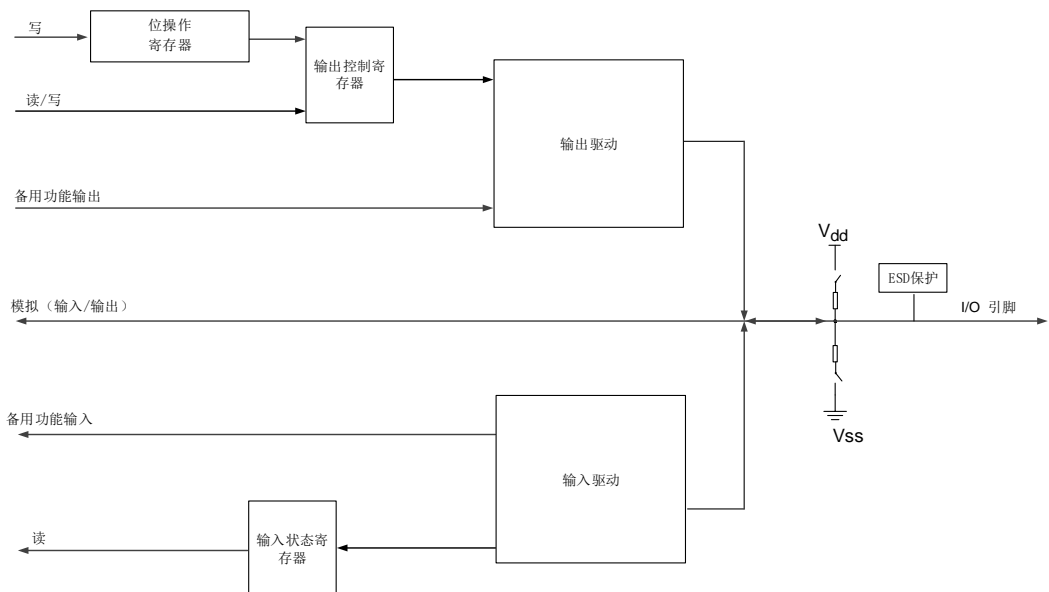 写
位操作
寄存器
输出控制寄
存器
读/写
输出驱动
备用功能输出
Vdd
ESD保护
模拟（输入/输出）
I/O 引脚
备用功能输入
Vss
输入驱动
读
输入状态寄
存器